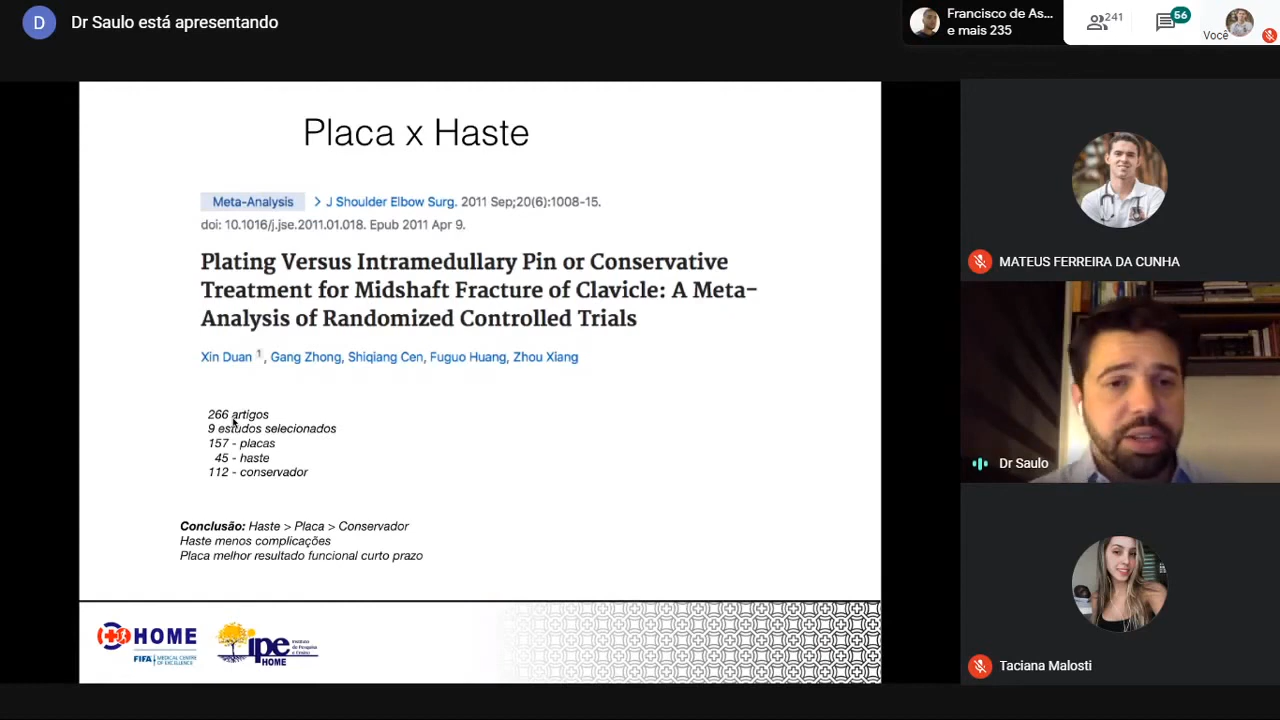 D
Dr Saulo está apresentando
Francisco de As...
e mais 235
241
56
Você
Placa x Haste
Meta-Analysis > J Shoulder Elbow Surg. 2011 Sep;20(6):1008-15.
doi: 10.1016/j.jse.2011.01.018. Epub 2011 Apr 9.
Plating Versus Intramedullary Pin or Conservative
Treatment for Midshaft Fracture of Clavicle: A Meta-
Analysis of Randomized Controlled Trials
Xin Duan 1, Gang Zhong, Shiqiang Cen, Fuguo Huang, Zhou Xiang
266 artigos
9 estudos selecionados
157 - placas
45 - haste
112 - conservador
Conclusão: Haste > Placa > Conservador
Haste menos complicações
Placa melhor resultado funcional curto prazo
HOME
FIFA MEDICAL CENTRE
OF EXCELLENCE
ipe
HOME
Instituto
de Pesquisa
e Ensino
MATEUS FERREIRA DA CUNHA
Dr Saulo
Taciana Malosti